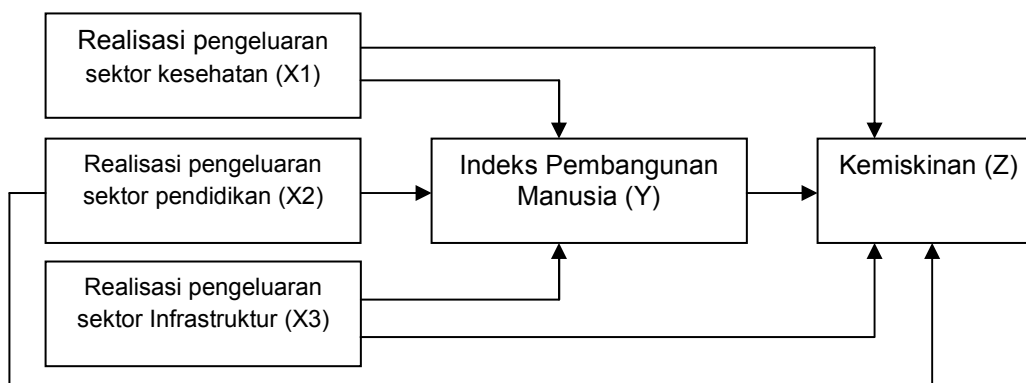 Realisasi pengeluaran
sektor kesehatan (X1)
Realisasi pengeluaran
sektor pendidikan (X2)
Indeks Pembangunan
Manusia (Y)
Kemiskinan (Z)
Realisasi pengeluaran
sektor Infrastruktur (X3)